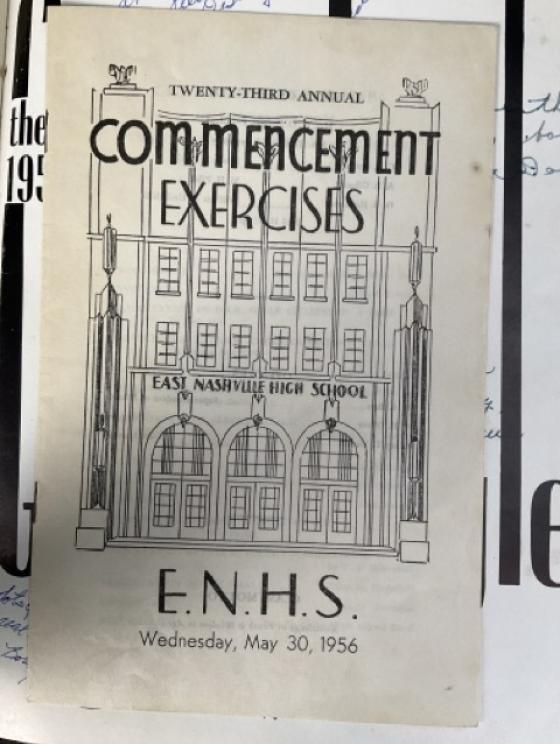 TWENTY-THIRD ANNUAL
COMMENCEMENT
EXERCISES
EAST NASHVILLE HIGH SCHOOL
E.N.H.S.
Wednesday, May 30, 1956
the
195